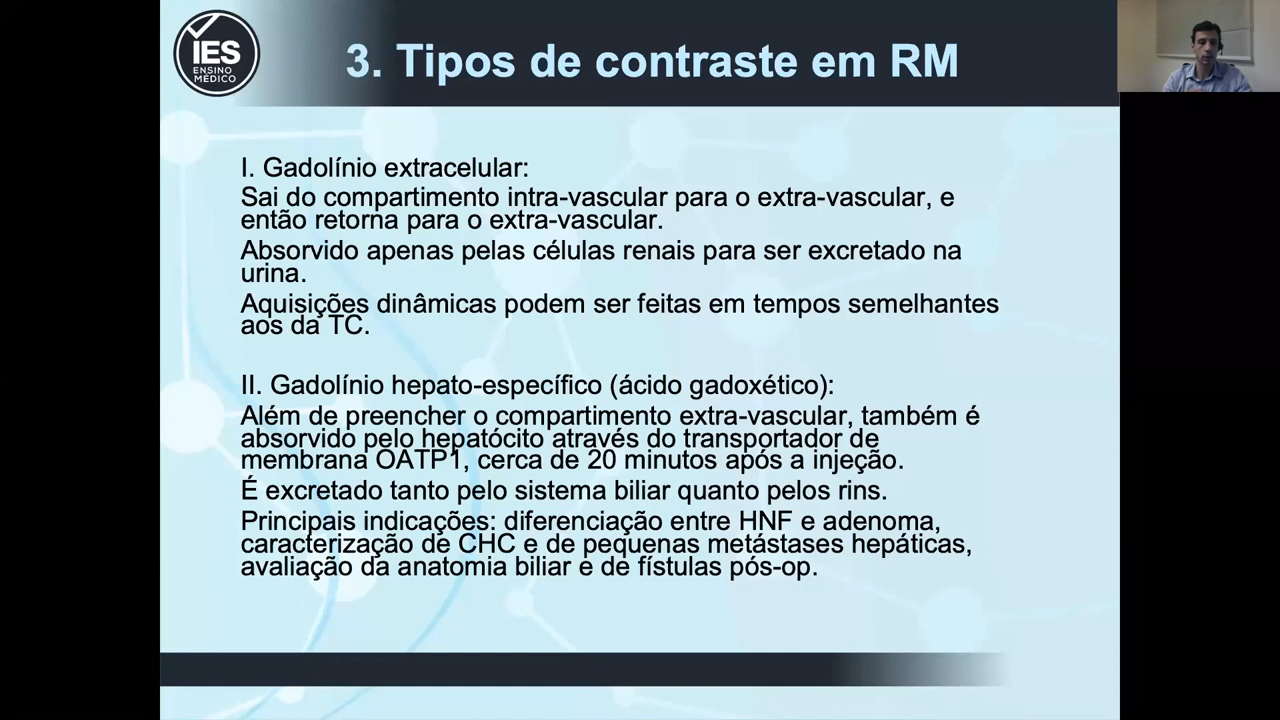 IES
ENSINO
MÉDICO
3. Tipos de contraste em RM
I. Gadolínio extracelular:
Sai do compartimento intra-vascular para o extra-vascular, e
então retorna para o extra-vascular.
Absorvido apenas pelas células renais para ser excretado na
urina.
Aquisições dinâmicas podem ser feitas em tempos semelhantes
aos da TC.
II. Gadolínio hepato-específico (ácido gadoxético):
Além de preencher o compartimento extra-vascular, também é
absorvido pelo hepatócito através do transportador de
membrana OATP1, cerca de 20 minutos após a injeção.
É excretado tanto pelo sistema biliar quanto pelos rins.
Principais indicações: diferenciação entre HNF e adenoma,
caracterização de CHC e de pequenas metástases hepáticas,
avaliação da anatomia biliar e de fístulas pós-op.